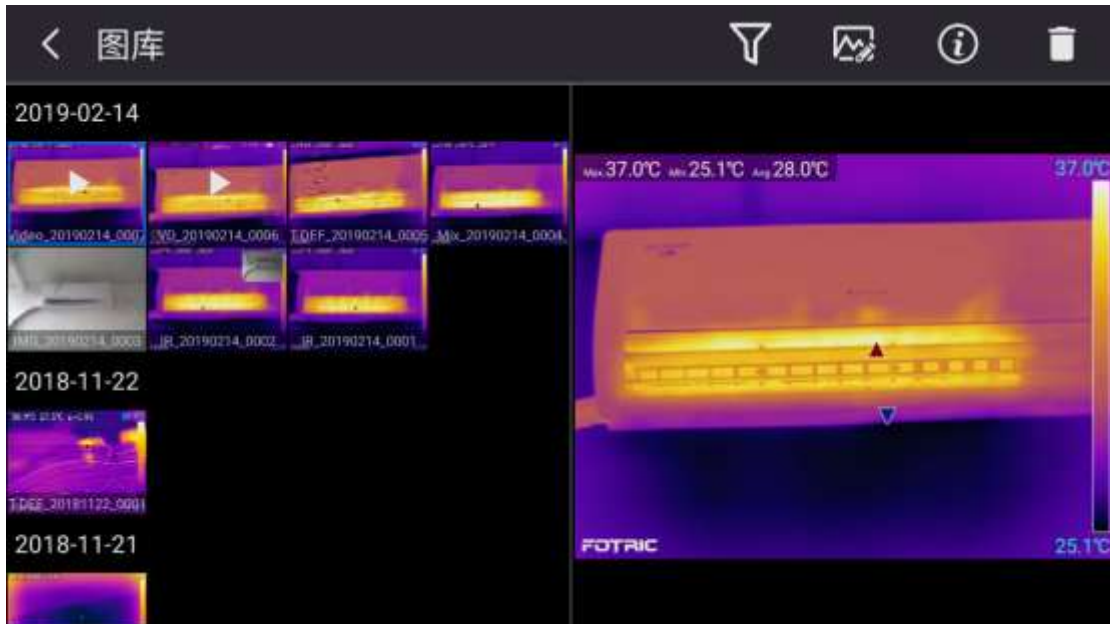 图库
2019-02-14
Video_20190214_0007
VD_20190214_0006
T.DEF_20190214_0005
Mix_20190214_0004
IMG_20190214_0003
IR_20190214_0002
IR_20190214_0001
2018-11-22
T.DEF_20181122_0001
2018-11-21
Max 37.0℃ Min 25.1℃ Avg 28.0℃
37.0℃
FOTRIC
25.1℃